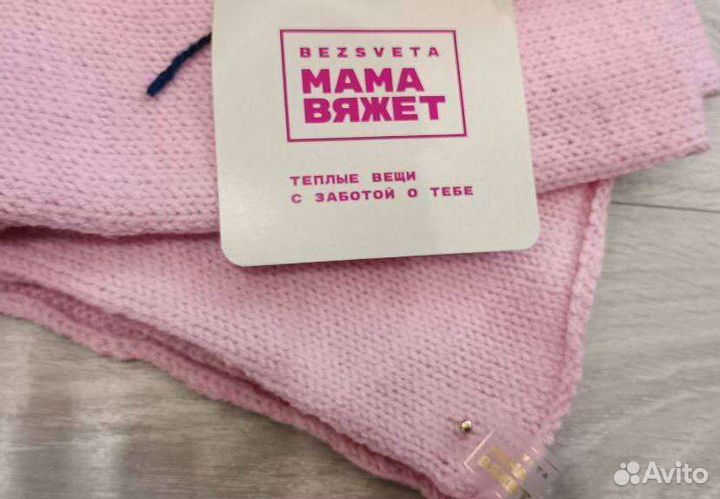 BEZSVETA
МАМА
ВЯЖЕТ
ТЕПЛЫЕ ВЕЩИ
С ЗАБОТОЙ О ТЕБЕ
Avito